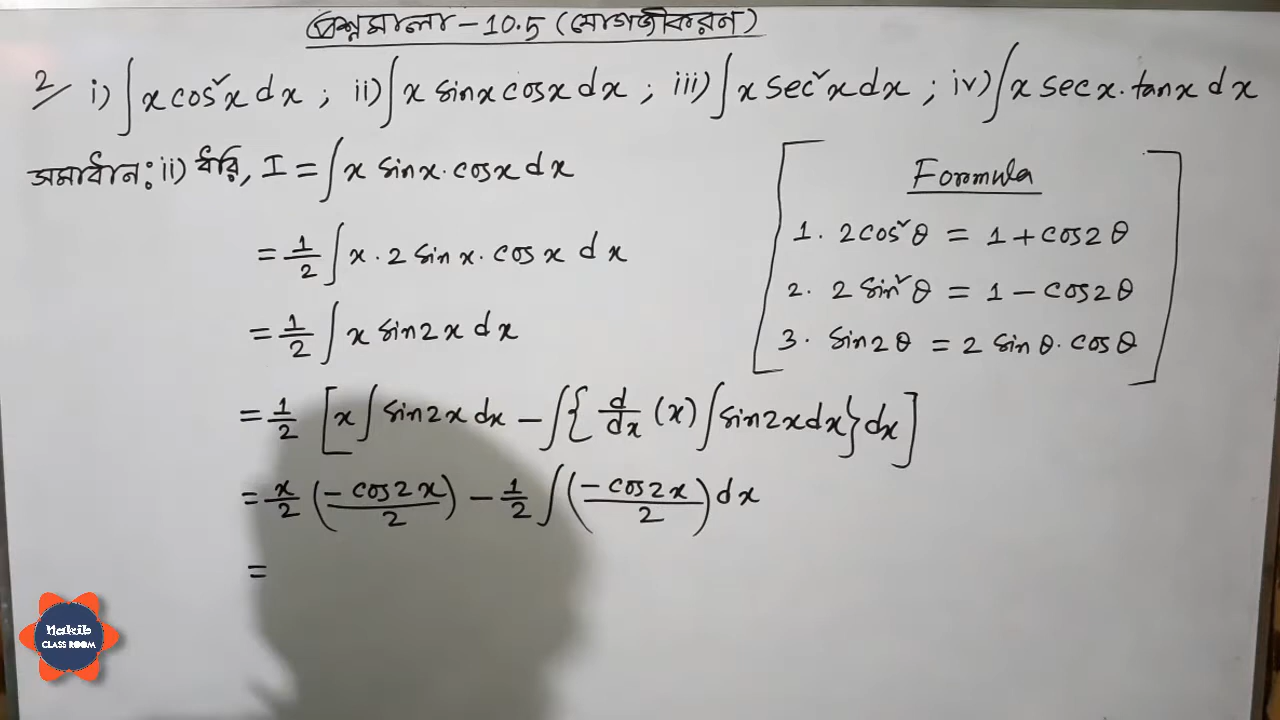 প্রশ্নমালা-10.5 (যোগজীকরন)
2/ i) ∫ x cos²x dx ; ii) ∫ x sinx cosx dx ; iii) ∫ x sec²x dx ; iv) ∫ x secx. tanx dx
সমাধান: ii) ধরি, I = ∫ x sinx. cosx dx
= 1/2 ∫ x . 2 sinx. cosx dx
= 1/2 ∫ x sin2x dx
= 1/2 [x ∫ sin2x dx - ∫{ d/dx (x) ∫ sin2x dx} dx]
= x/2 (-cos2x/2) - 1/2 ∫ (-cos2x/2) dx
=
Formula
1. 2cos²θ = 1 + cos2θ
2. 2 sin²θ = 1 - cos2θ
3. sin2θ = 2 sinθ. cosθ
Nakib
CLASS ROOM